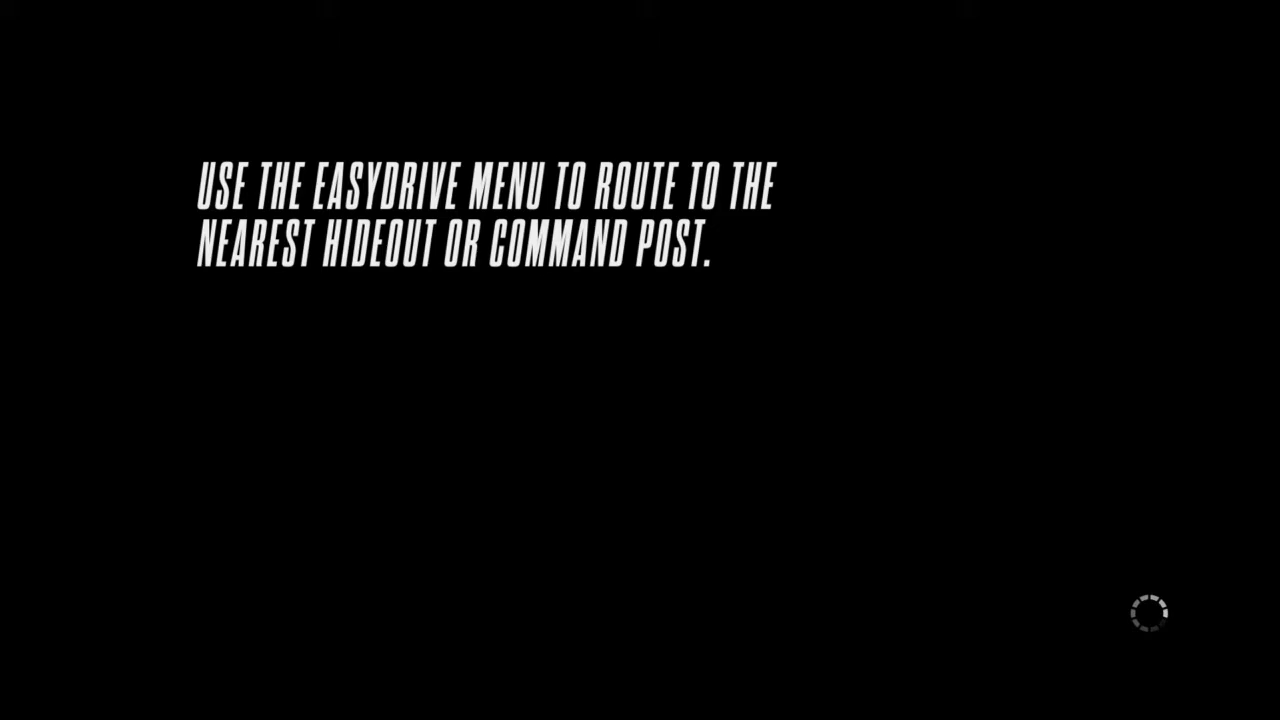 USE THE EASYDRIVE MENU TO ROUTE TO THE
NEAREST HIDEOUT OR COMMAND POST.